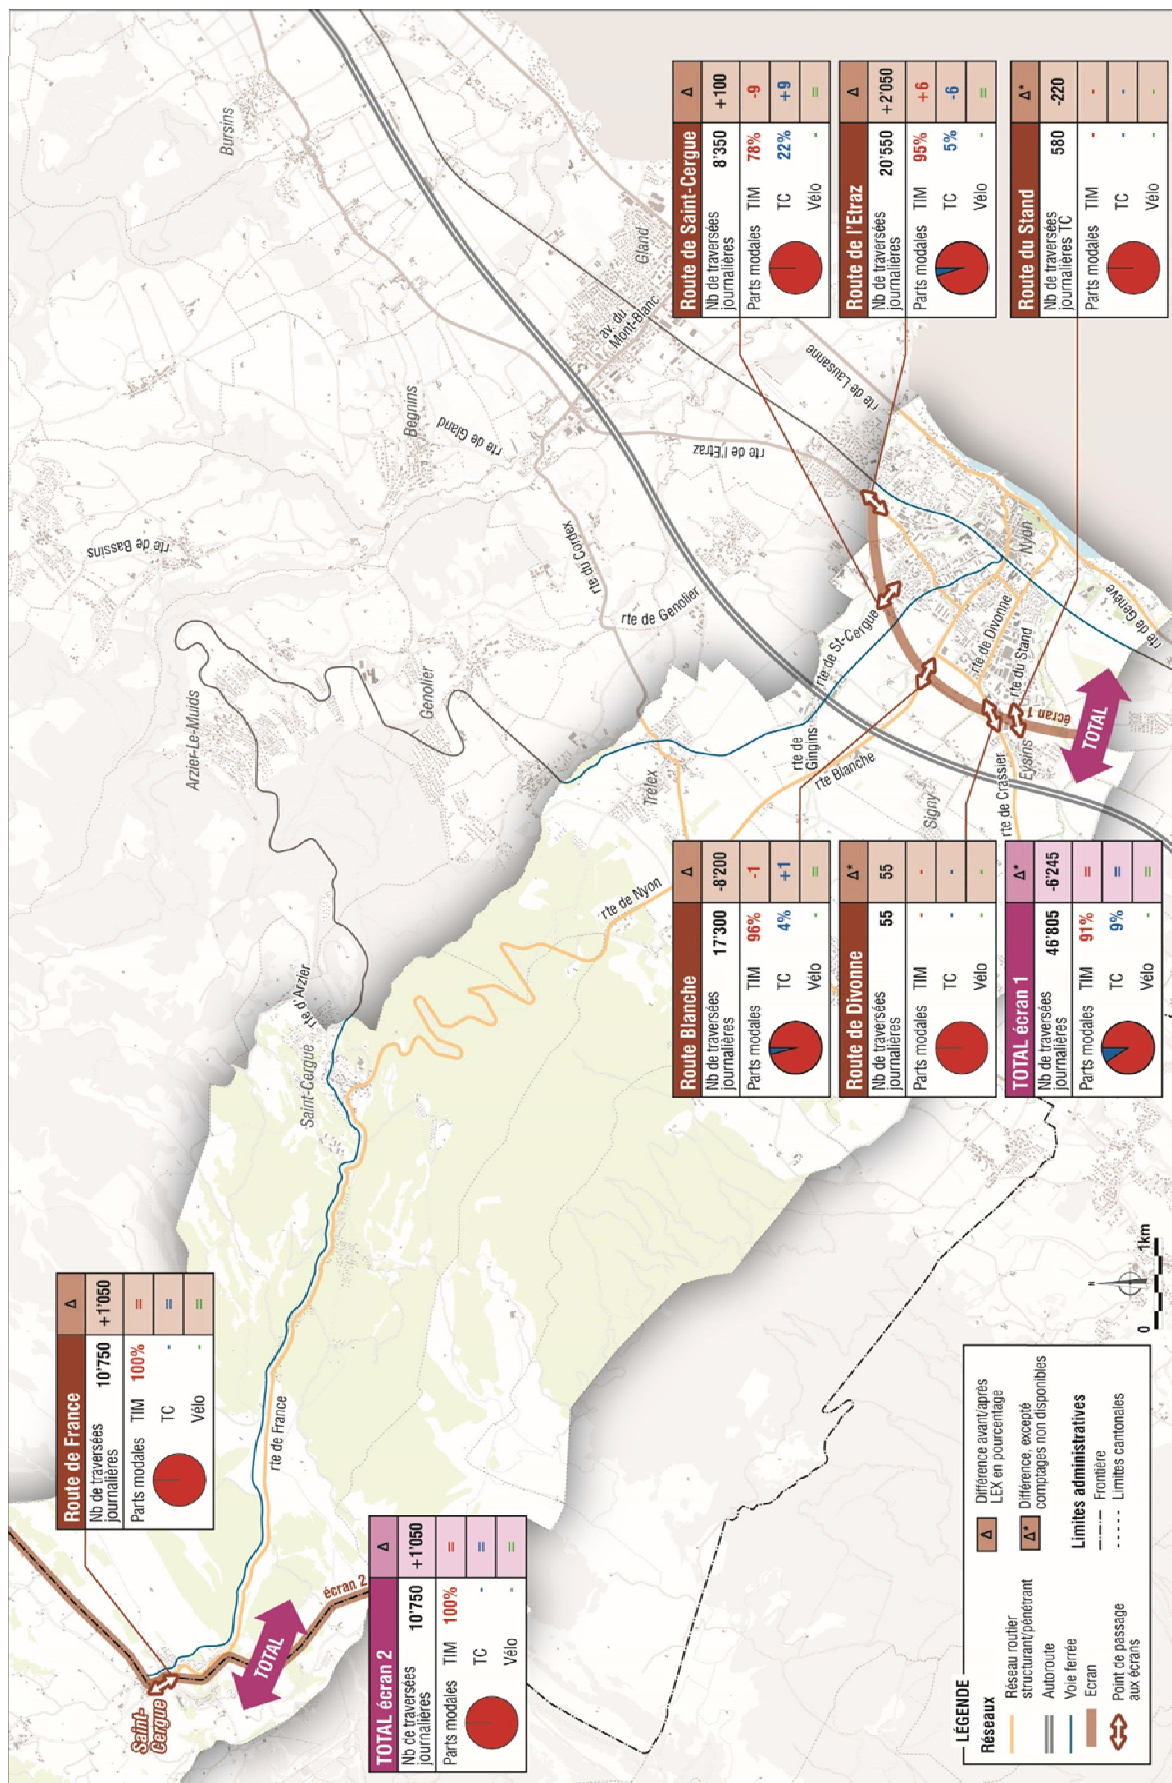 Route de France Δ
Nb de traversées journalières 10'750 +1'050
Parts modales TIM 100% =
TC - =
Vélo - =
TOTAL écran 2 Δ
Nb de traversées journalières 10'750 +1'050
Parts modales TIM 100% =
TC - =
Vélo - =
Route Blanche Δ
Nb de traversées journalières 17'300 -8'200
Parts modales TIM 96% -1
TC 4% +1
Vélo - =
Route de Divonne Δ*
Nb de traversées journalières 55 55
Parts modales TIM - -
TC - -
Vélo - -
TOTAL écran 1 Δ*
Nb de traversées journalières 46'805 -6'245
Parts modales TIM 91% =
TC 9% =
Vélo - =
Route de Saint-Cergue Δ
Nb de traversées journalières 8'350 +100
Parts modales TIM 78% -9
TC 22% +9
Vélo - =
Route de l'Etraz Δ
Nb de traversées journalières 20'550 +2'050
Parts modales TIM 95% +6
TC 5% -6
Vélo - =
Route du Stand Δ*
Nb de traversées journalières TC 580 -220
Parts modales TIM - -
TC - -
Vélo - -
Saint-
Cergue
TOTAL
écran 2
rte de France
Saint-Cergue
rte d'Arzier
Arzier-Le-Muids
Genolier
rte de Bassins
Bursins
Begnins
rte de Gland
Gland
av. du
Mont-Blanc
rte du Cordex
rte de l'Etraz
rte de Lausanne
rte de Genolier
rte de Nyon
Trélex
rte de
Gingins
rte de St-Cergue
rte Blanche
Signy
rte de Crassier
Eysins
rte de Divonne
rte du Stand
Nyon
rte de Genève
écran 1
TOTAL
LÉGENDE
Réseaux
Réseau routier
structurant/pénétrant
Autoroute
Voie ferrée
Ecran
Point de passage
aux écrans
Δ Différence avant/après
LEX en pourcentage
Δ* Différence, excepté
comptages non disponibles
Limites administratives
Frontière
Limites cantonales
N
0 1km